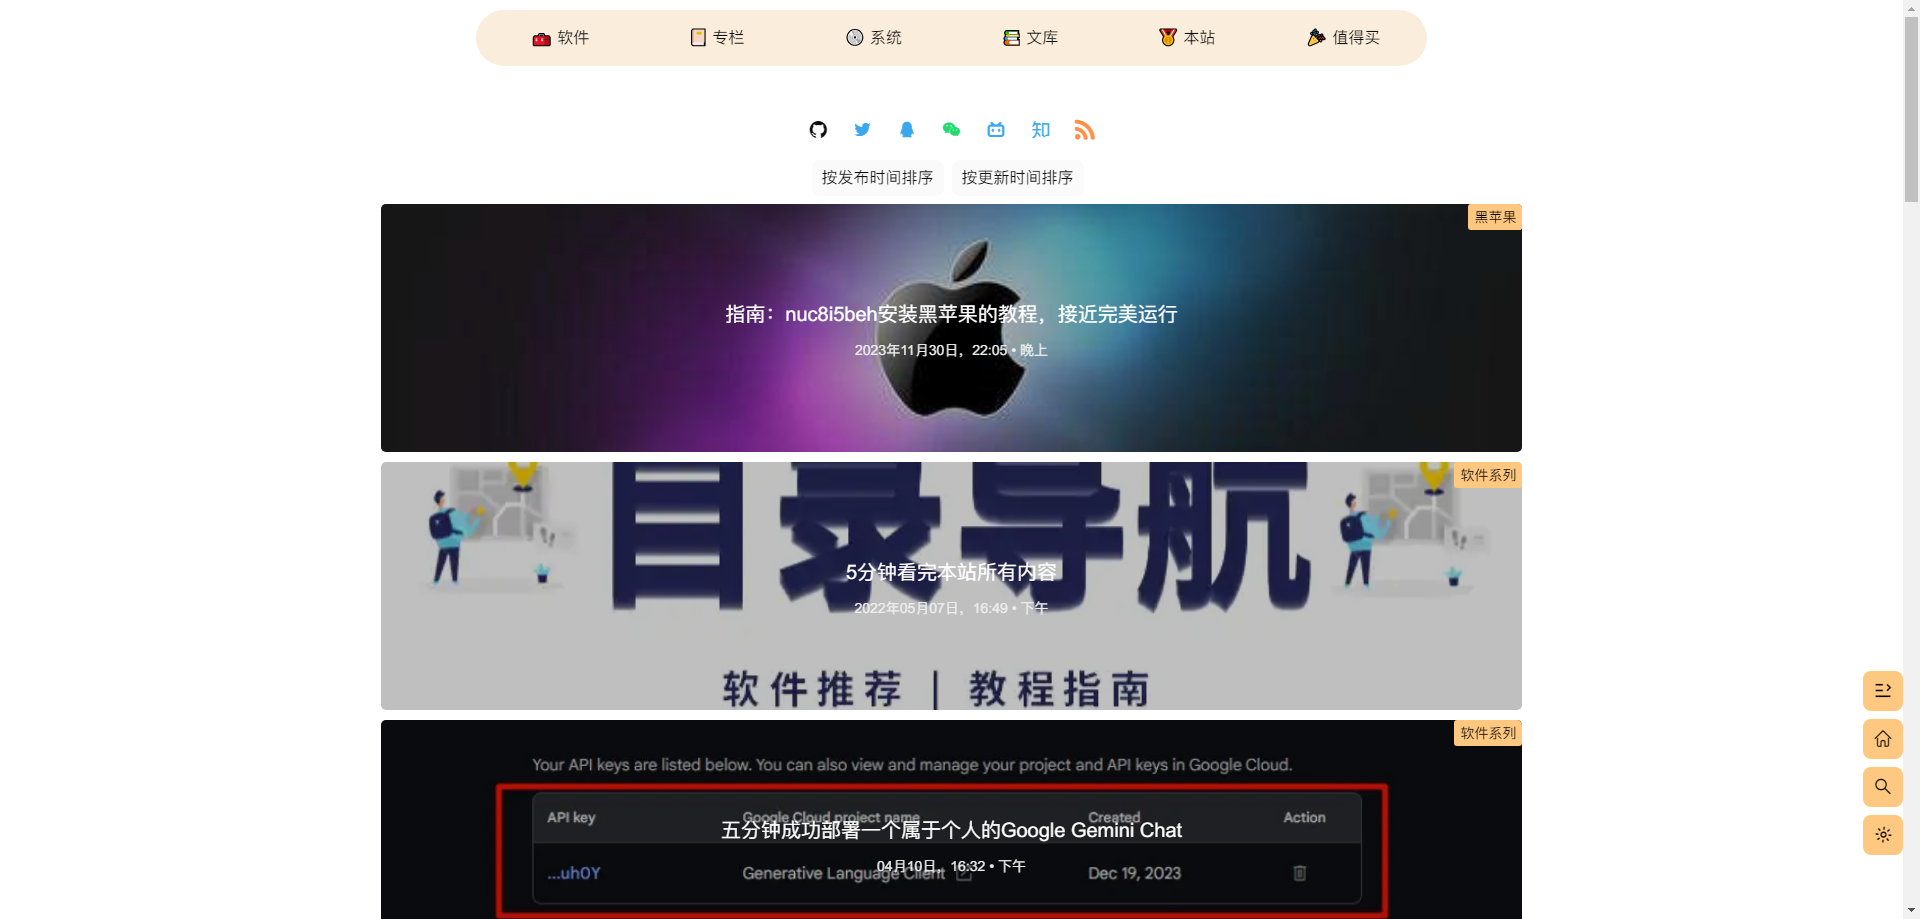 软件
专栏
系统
文库
本站
值得买
知
按发布时间排序
按更新时间排序
黑苹果
指南：nuc8i5beh安装黑苹果的教程，接近完美运行
2023年11月30日，22:05 • 晚上
软件系列
目录导航
5分钟看完本站所有内容
2022年05月07日，16:49 • 下午
软件推荐 | 教程指南
软件系列
Your API keys are listed below. You can also view and manage your project and API keys in Google Cloud.
API key Google Cloud project name Created Action
五分钟成功部署一个属于个人的Google Gemini Chat
04月10日，16:32 • 下午
...uh0Y Generative Language Client Dec 19, 2023